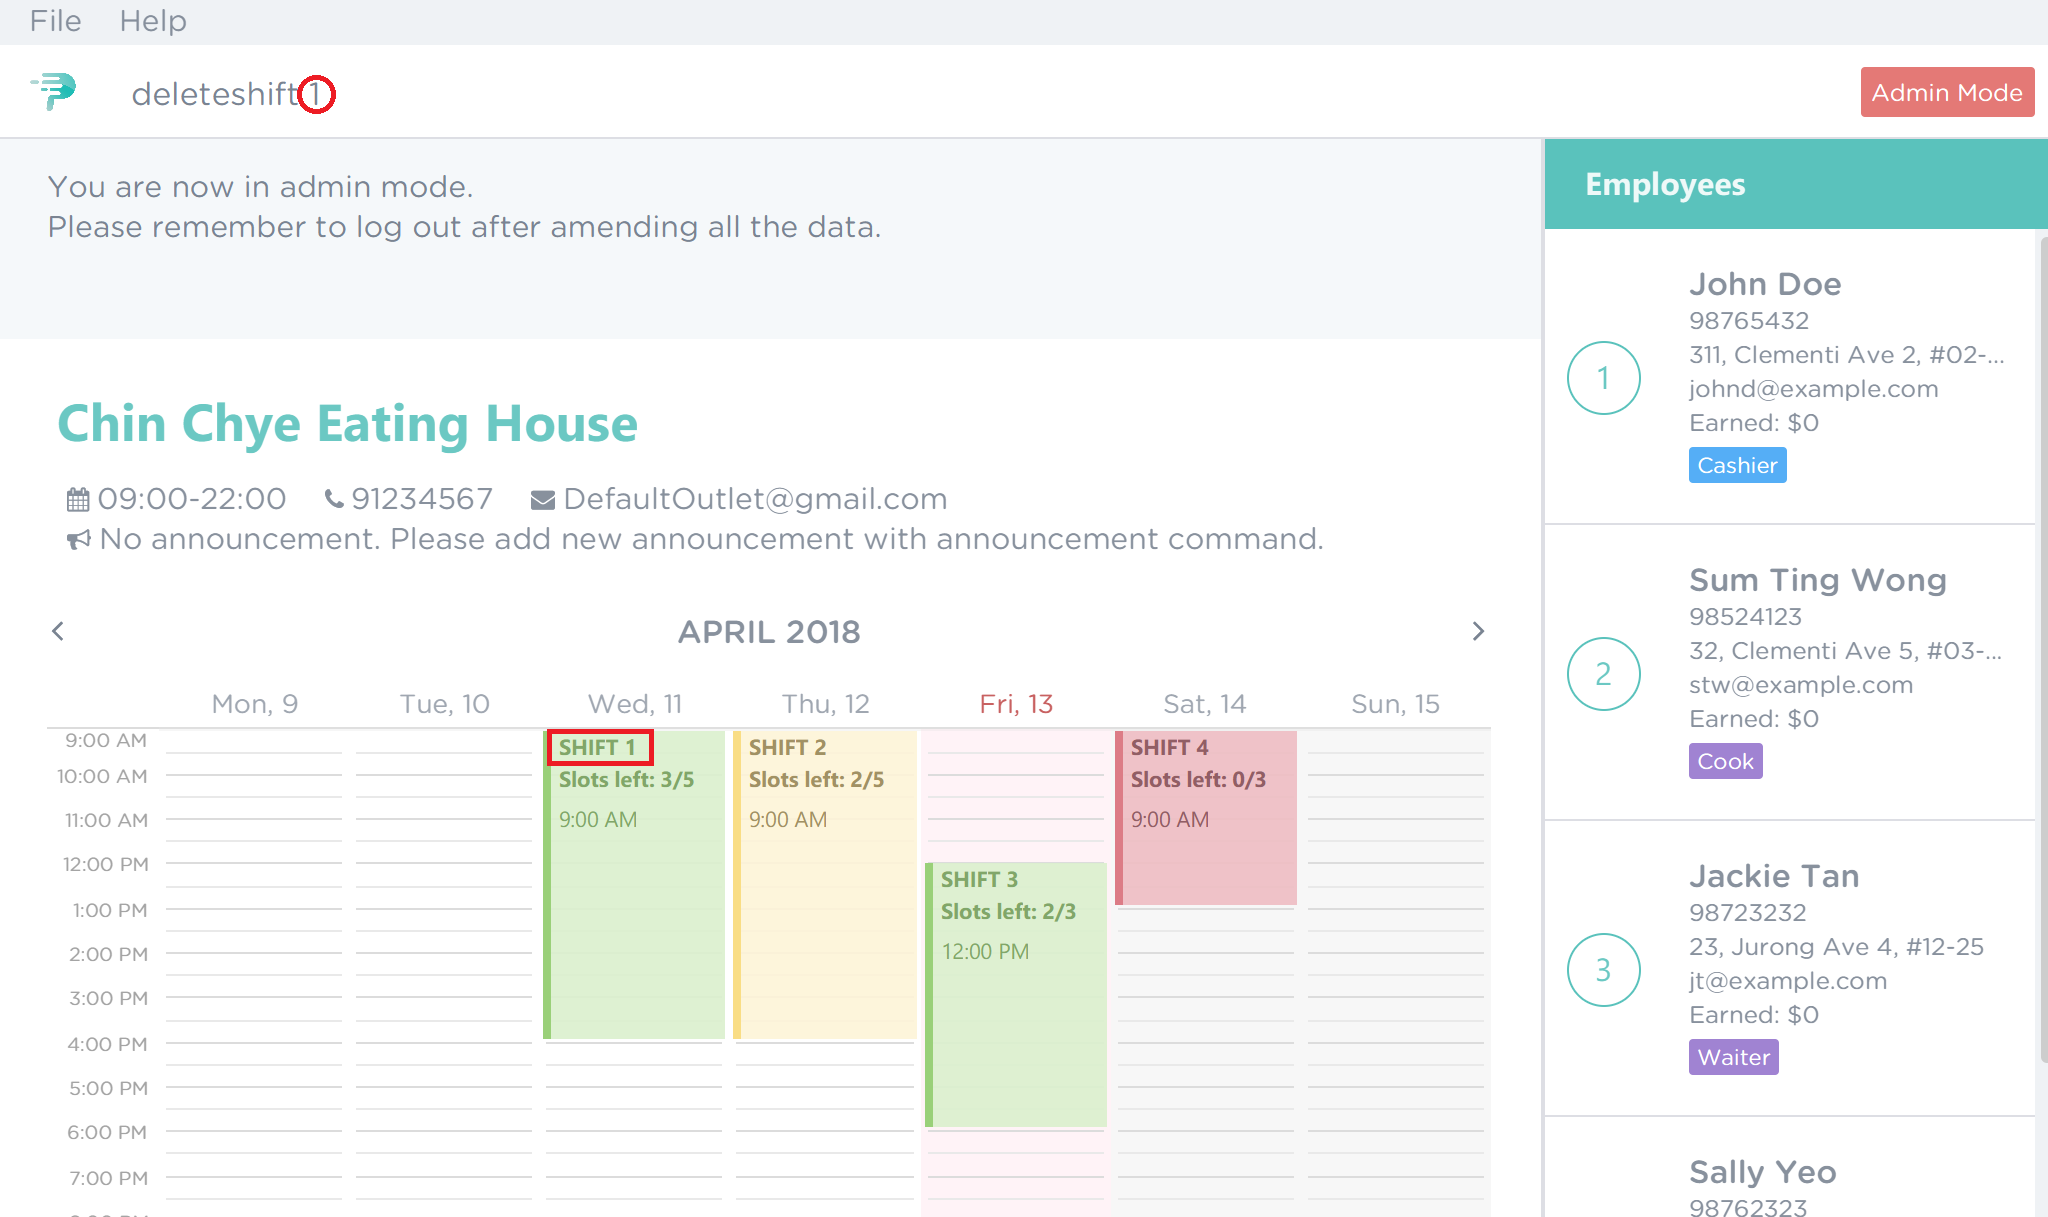 File Help
deleteshift 1
Admin Mode
You are now in admin mode.
Please remember to log out after amending all the data.
Chin Chye Eating House
09:00-22:00 91234567 DefaultOutlet@gmail.com
No announcement. Please add new announcement with announcement command.
APRIL 2018
Mon, 9 Tue, 10 Wed, 11 Thu, 12 Fri, 13 Sat, 14 Sun, 15
9:00 AM
10:00 AM
11:00 AM
12:00 PM
1:00 PM
2:00 PM
3:00 PM
4:00 PM
5:00 PM
6:00 PM
7:00 PM
SHIFT 1
Slots left: 3/5
9:00 AM
SHIFT 2
Slots left: 2/5
9:00 AM
SHIFT 3
Slots left: 2/3
12:00 PM
SHIFT 4
Slots left: 0/3
9:00 AM
Employees
1
John Doe
98765432
311, Clementi Ave 2, #02-...
johnd@example.com
Earned: $0
Cashier
2
Sum Ting Wong
98524123
32, Clementi Ave 5, #03-...
stw@example.com
Earned: $0
Cook
3
Jackie Tan
98723232
23, Jurong Ave 4, #12-25
jt@example.com
Earned: $0
Waiter
Sally Yeo
98762323